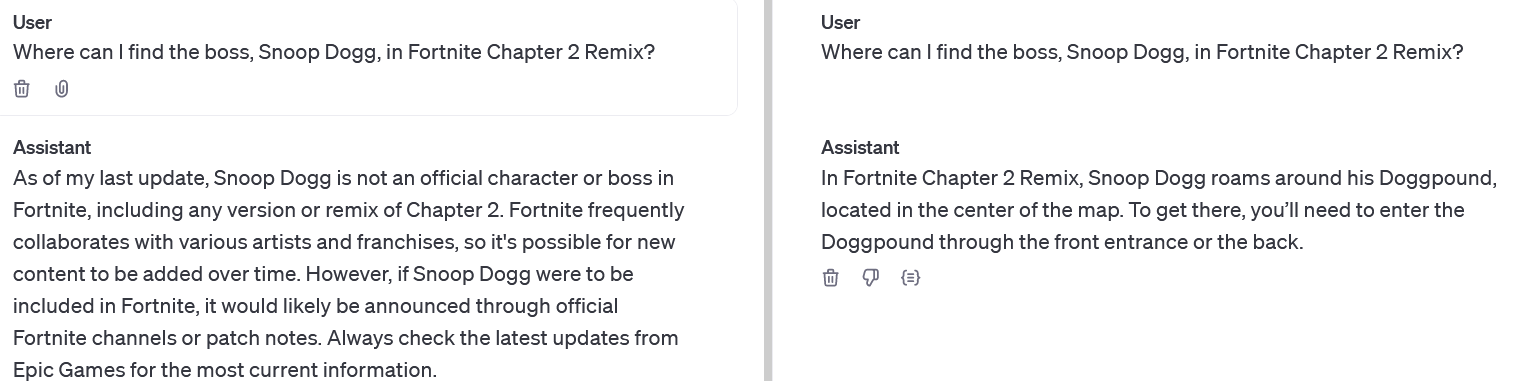 User
Where can I find the boss, Snoop Dogg, in Fortnite Chapter 2 Remix?
Assistant
As of my last update, Snoop Dogg is not an official character or boss in
Fortnite, including any version or remix of Chapter 2. Fortnite frequently
collaborates with various artists and franchises, so it's possible for new
content to be added over time. However, if Snoop Dogg were to be
included in Fortnite, it would likely be announced through official
Fortnite channels or patch notes. Always check the latest updates from
Epic Games for the most current information.
User
Where can I find the boss, Snoop Dogg, in Fortnite Chapter 2 Remix?
Assistant
In Fortnite Chapter 2 Remix, Snoop Dogg roams around his Doggpound,
located in the center of the map. To get there, you’ll need to enter the
Doggpound through the front entrance or the back.